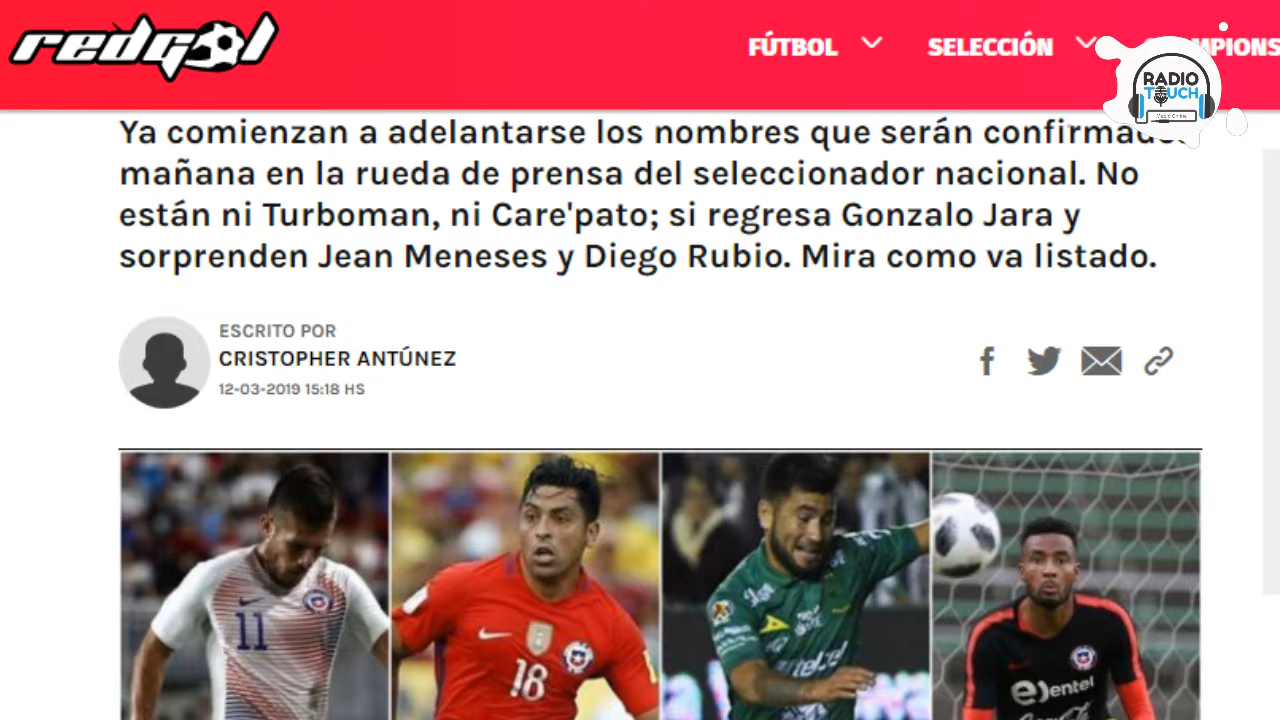 redgol
FÚTBOL
SELECCIÓN
RADIO
TOUCH
Ya comienzan a adelantarse los nombres que serán
mañana en la rueda de prensa del seleccionador nacional. No
están ni Turboman, ni Care'pato; si regresa Gonzalo Jara y
sorprenden Jean Meneses y Diego Rubio. Mira como va listado.
ESCRITO POR
CRISTOPHER ANTÚNEZ
12-03-2019 15:18 HS
11
18
entel